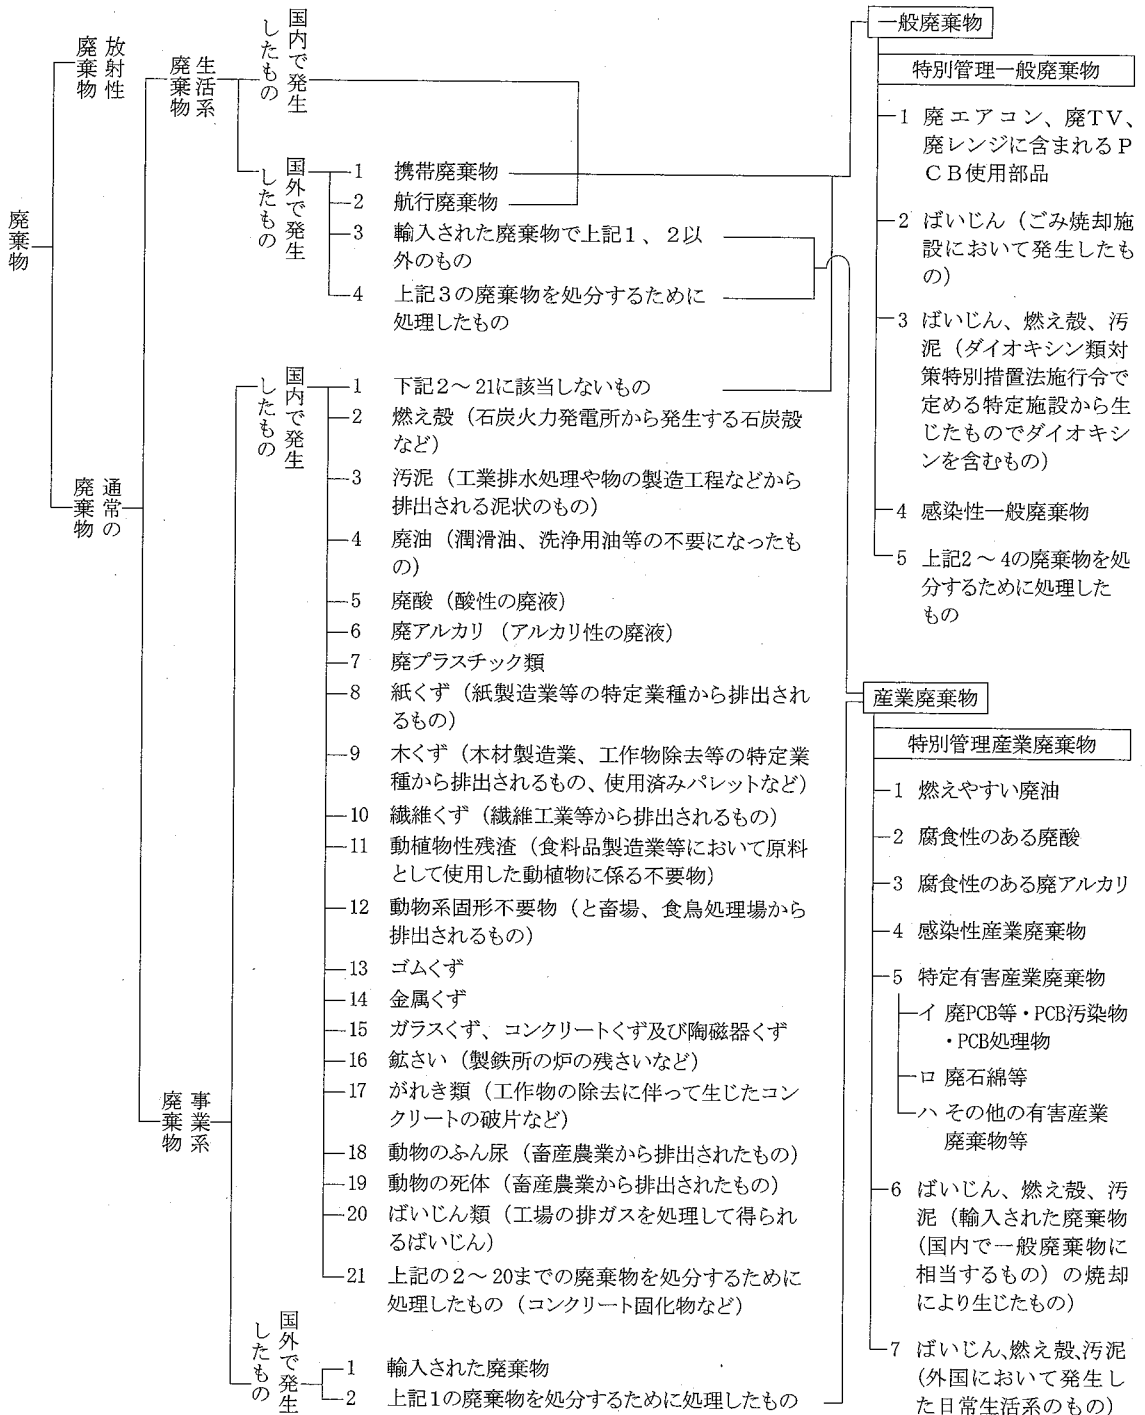 廃棄物
放射性
廃棄物
通常の
廃棄物
生活系
廃棄物
国内で発生
したもの
国外で発生
したもの
1 携帯廃棄物
2 航行廃棄物
3 輸入された廃棄物で上記1、2以
外のもの
4 上記3の廃棄物を処分するために
処理したもの
事業系
廃棄物
国内で発生
したもの
1 下記2~21に該当しないもの
2 燃え殻(石炭火力発電所から発生する石炭殻
など)
3 汚泥(工業排水処理や物の製造工程などから
排出される泥状のもの)
4 廃油(潤滑油、洗浄用油等の不要になったも
の)
5 廃酸(酸性の廃液)
6 廃アルカリ(アルカリ性の廃液)
7 廃プラスチック類
8 紙くず(紙製造業等の特定業種から排出され
るもの)
9 木くず(木材製造業、工作物除去等の特定業
種から排出されるもの、使用済みパレットなど)
10 繊維くず(繊維工業等から排出されるもの)
11 動植物性残渣(食料品製造業等において原料
として使用した動植物に係る不要物)
12 動物系固形不要物(と畜場、食鳥処理場から
排出されるもの)
13 ゴムくず
14 金属くず
15 ガラスくず、コンクリートくず及び陶磁器くず
16 鉱さい(製鉄所の炉の残さいなど)
17 がれき類(工作物の除去に伴って生じたコン
クリートの破片など)
18 動物のふん尿(畜産農業から排出されたもの)
19 動物の死体(畜産農業から排出されたもの)
20 ばいじん類(工場の排ガスを処理して得られ
るばいじん)
21 上記の2~20までの廃棄物を処分するために
処理したもの(コンクリート固化物など)
国外で発生
したもの
1 輸入された廃棄物
2 上記1の廃棄物を処分するために処理したもの
一般廃棄物
特別管理一般廃棄物
1 廃エアコン、廃TV、
廃レンジに含まれるP
CB使用部品
2 ばいじん(ごみ焼却施
設において発生したも
の)
3 ばいじん、燃え殻、汚
泥(ダイオキシン類対
策特別措置法施行令で
定める特定施設から生
じたものでダイオキシ
ンを含むもの)
4 感染性一般廃棄物
5 上記2~4の廃棄物を処
分するために処理した
もの
産業廃棄物
特別管理産業廃棄物
1 燃えやすい廃油
2 腐食性のある廃酸
3 腐食性のある廃アルカリ
4 感染性産業廃棄物
5 特定有害産業廃棄物
イ 廃PCB等・PCB汚染物
・PCB処理物
ロ 廃石綿等
ハ その他の有害産業
廃棄物等
6 ばいじん、燃え殻、汚
泥(輸入された廃棄物
(国内で一般廃棄物に
相当するもの)の焼却
により生じたもの)
7 ばいじん、燃え殻、汚泥
(外国において発生し
た日常生活系のもの)